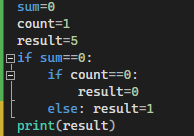 sum=0
count=1
result=5
if sum==0:
    if count==0:
        result=0
    else: result=1
print(result)